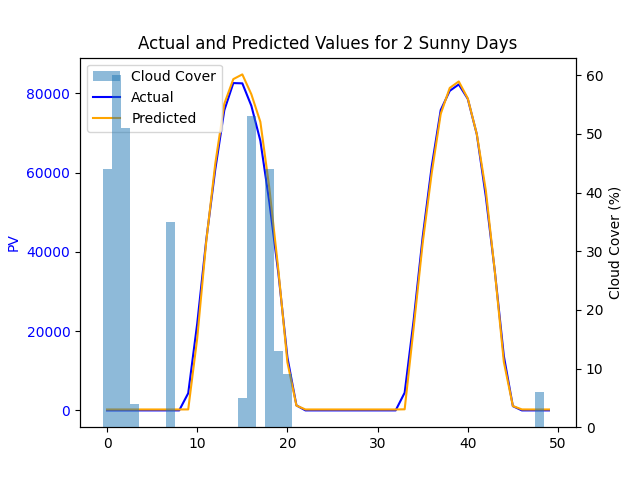 Actual and Predicted Values for 2 Sunny Days
Cloud Cover
Actual
Predicted
PV
80000
60000
40000
20000
0
60
50
40
30
20
10
0
Cloud Cover (%)
0 10 20 30 40 50